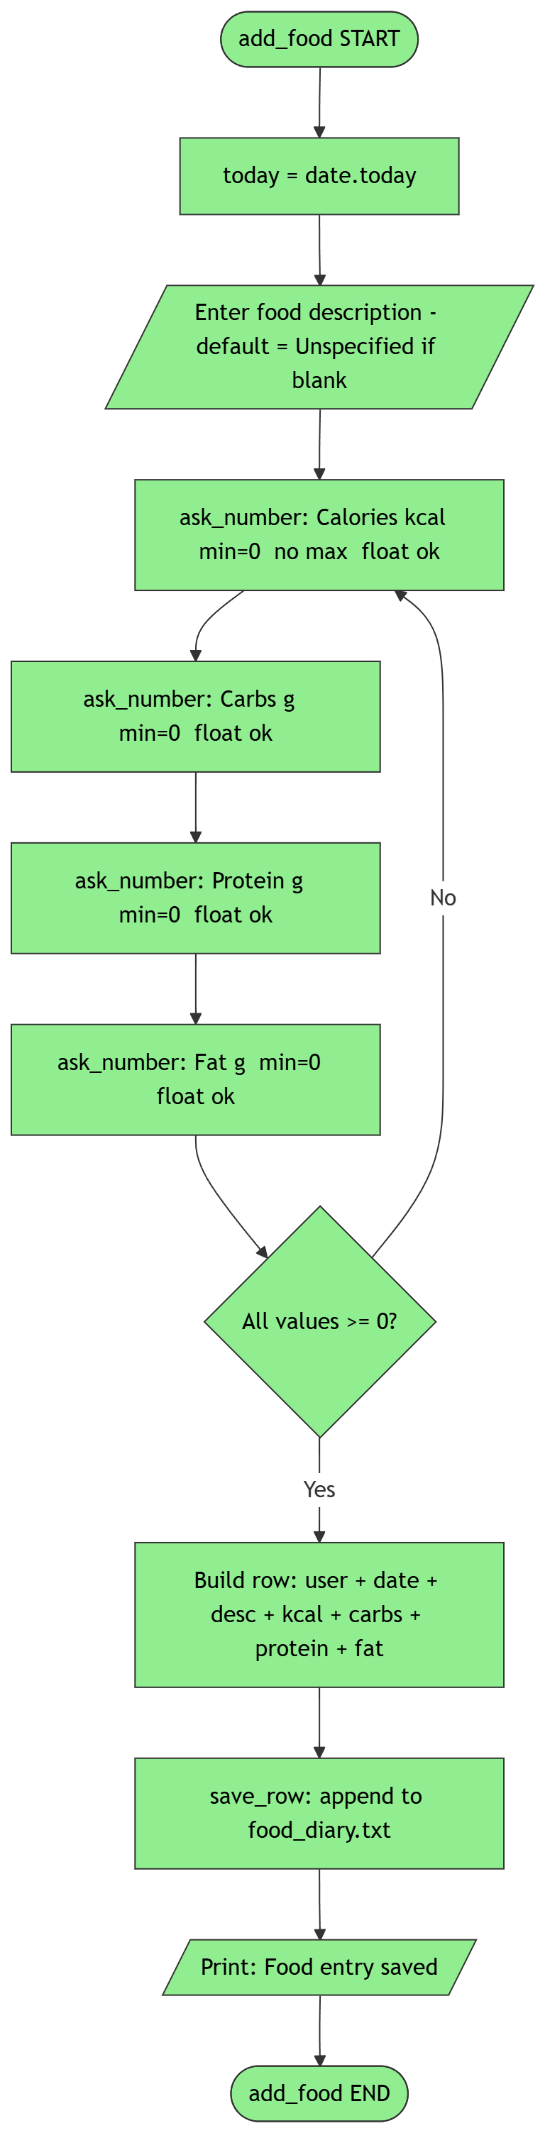 add_food START
today = date.today
Enter food description -
default = Unspecified if
blank
ask_number: Calories kcal
min=0  no max  float ok
ask_number: Carbs g
min=0  float ok
ask_number: Protein g
min=0  float ok
No
ask_number: Fat g  min=0
float ok
All values >= 0?
Yes
Build row: user + date +
desc + kcal + carbs +
protein + fat
save_row: append to
food_diary.txt
Print: Food entry saved
add_food END